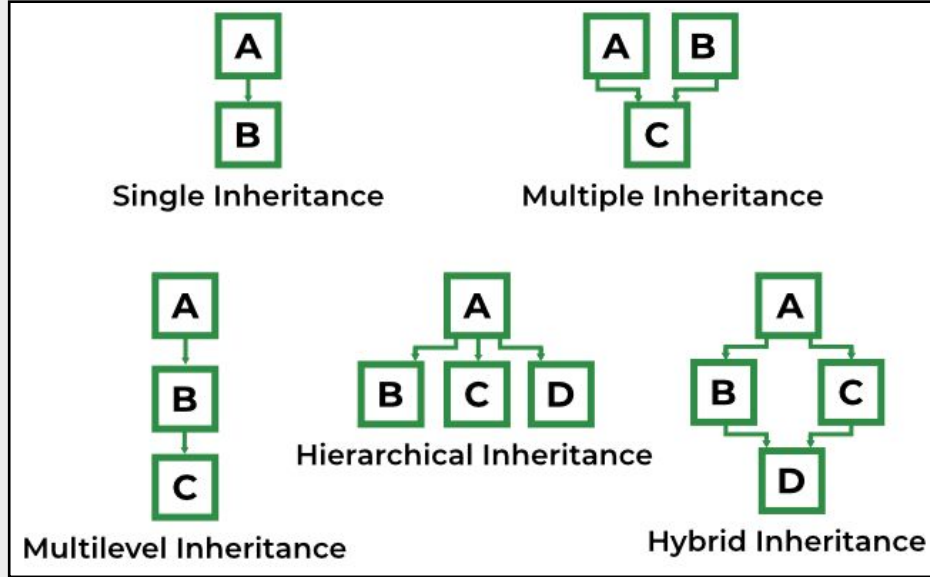 A
B
Single Inheritance
A B
C
Multiple Inheritance
A
B
C
Multilevel Inheritance
A
B C D
Hierarchical Inheritance
A
B C
D
Hybrid Inheritance